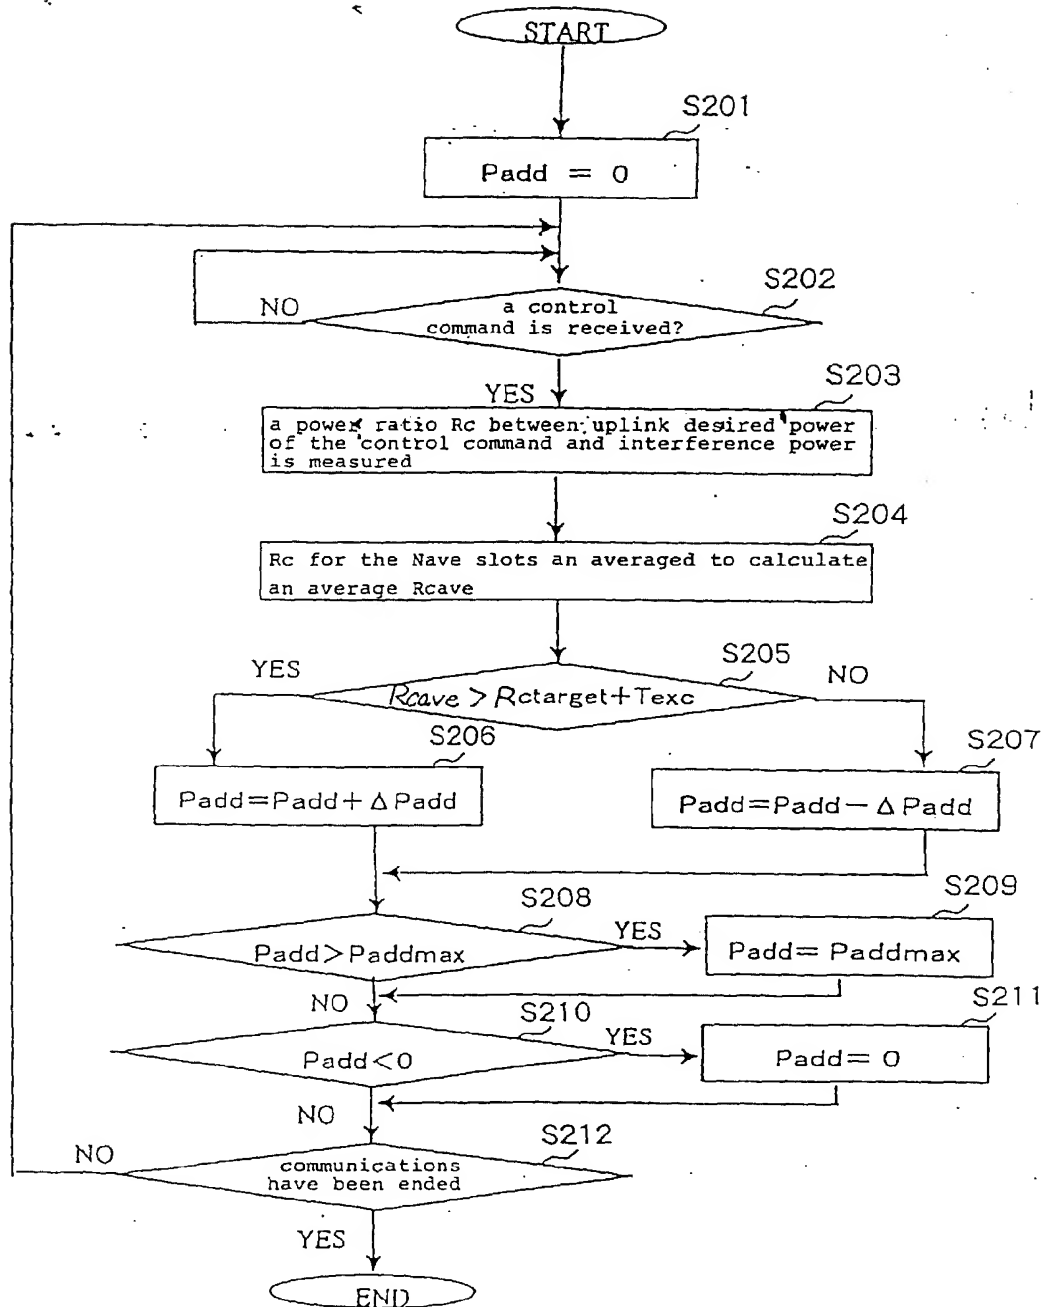 START
S201
Padd = 0
S202
NO
a control
command is received?
YES
S203
a power ratio Rc between uplink desired power
of the control command and interference power
is measured
S204
Rc for the Nave slots an averaged to calculate
an average Rcave
S205
YES
NO
Rcave > Rctarget+Texc
S206
S207
Padd=Padd+ Δ Padd
Padd=Padd− Δ Padd
S208
S209
YES
Padd>Paddmax
Padd= Paddmax
NO
S210
S211
YES
Padd<0
Padd= 0
NO
S212
NO
communications
have been ended
YES
END